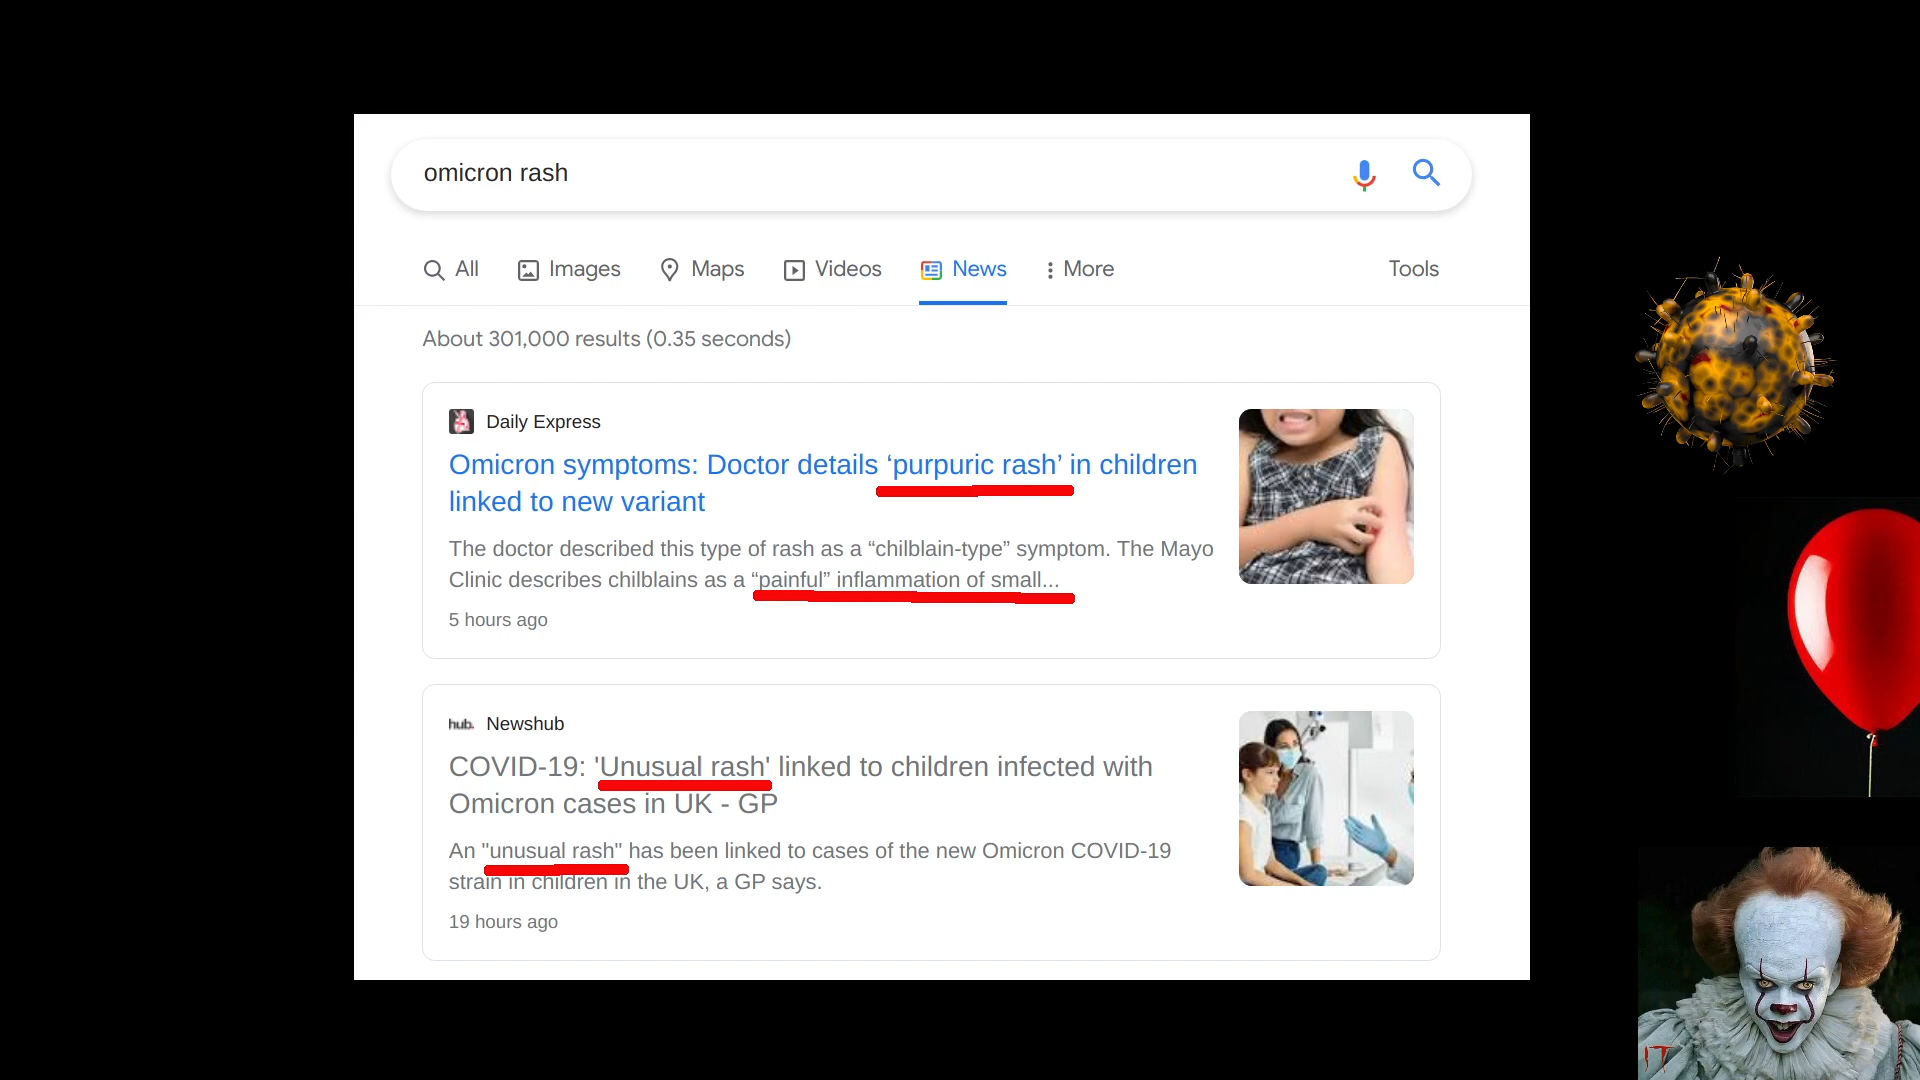 omicron rash
All Images Maps Videos News More Tools
About 301,000 results (0.35 seconds)
Daily Express
Omicron symptoms: Doctor details ‘purpuric rash’ in children
linked to new variant
The doctor described this type of rash as a “chilblain-type” symptom. The Mayo
Clinic describes chilblains as a “painful” inflammation of small...
5 hours ago
hub. Newshub
COVID-19: 'Unusual rash' linked to children infected with
Omicron cases in UK - GP
An "unusual rash" has been linked to cases of the new Omicron COVID-19
strain in children in the UK, a GP says.
19 hours ago
IT